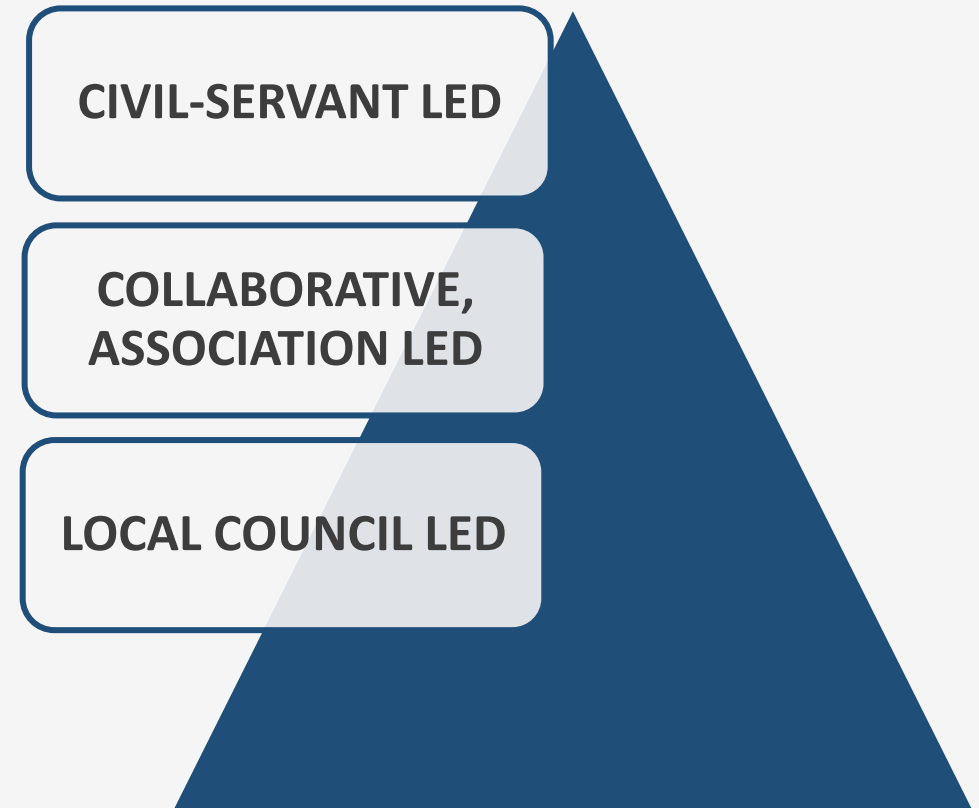 CIVIL-SERVANT LED
COLLABORATIVE,
ASSOCIATION LED
LOCAL COUNCIL LED